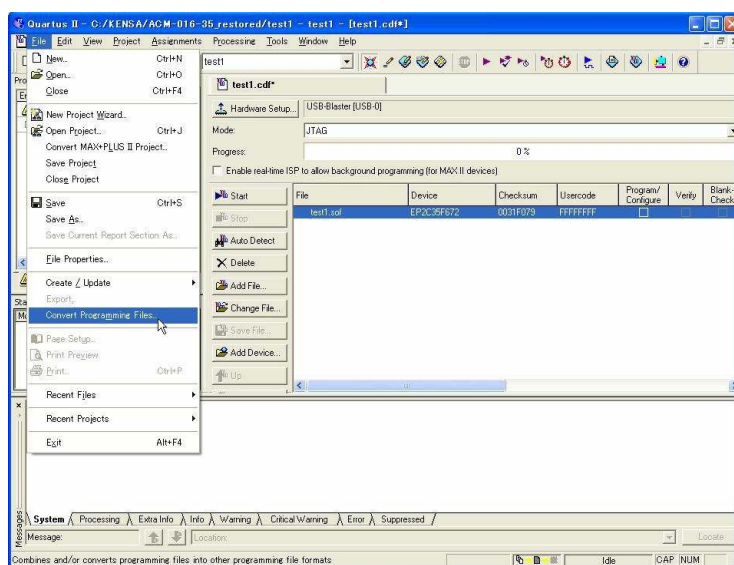 Quartus II - C:/KENSA/ACM-016-35_restored/test1 - test1 - [test1.cdf*]
File Edit View Project Assignments Processing Tools Window Help
test1
New... Ctrl+N
Open... Ctrl+O
Close Ctrl+F4
New Project Wizard...
Open Project... Ctrl+J
Convert MAX+PLUS II Project...
Save Project
Close Project
Save Ctrl+S
Save As...
Save Current Report Section As...
File Properties...
Create / Update
Export...
Convert Programming Files...
Page Setup...
Print Preview
Print... Ctrl+P
Recent Files
Recent Projects
Exit Alt+F4
test1.cdf*
Hardware Setup... USB-Blaster [USB-0]
Mode: JTAG
Progress: 0 %
Enable real-time ISP to allow background programming (for MAX II devices)
Start
Stop
Auto Detect
Delete
Add File...
Change File...
Save File...
Add Device...
Up
File Device Checksum Usercode Program/Configure Verify Blank-Check
test1.sof EP2C35F672 0031F079 FFFFFFFF
System Processing Extra Info Info Warning Critical Warning Error Suppressed
Messages
Message: Location: Locate
Combines and/or converts programming files into other programming file formats Idle CAP NUM